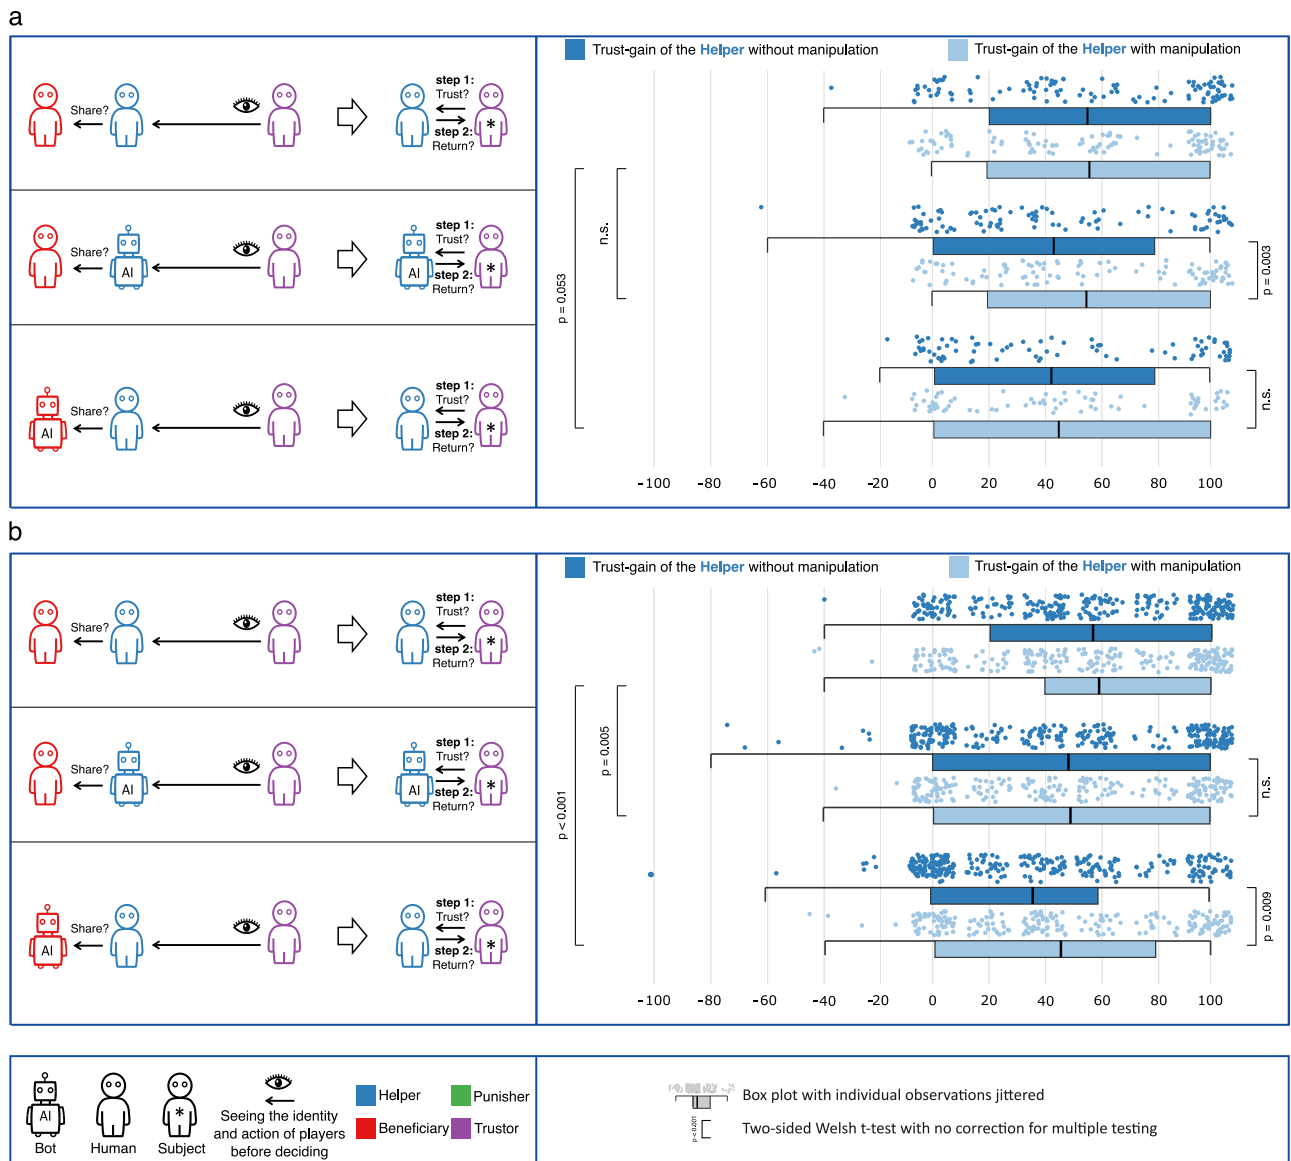 a
Trust-gain of the Helper without manipulation
Trust-gain of the Helper with manipulation
Share?
step 1:
Trust?
*
step 2:
Return?
Share?
AI
AI
step 1:
Trust?
*
step 2:
Return?
AI
Share?
step 1:
Trust?
*
step 2:
Return?
p = 0.053
n.s.
p = 0.003
n.s.
-100 -80 -60 -40 -20 0 20 40 60 80 100
b
Trust-gain of the Helper without manipulation
Trust-gain of the Helper with manipulation
Share?
step 1:
Trust?
*
step 2:
Return?
Share?
AI
AI
step 1:
Trust?
*
step 2:
Return?
AI
Share?
step 1:
Trust?
*
step 2:
Return?
p < 0.001
p = 0.005
n.s.
p = 0.009
-100 -80 -60 -40 -20 0 20 40 60 80 100
AI
Bot
Human
*
Subject
Seeing the identity
and action of players
before deciding
Helper
Punisher
Beneficiary
Trustor
Box plot with individual observations jittered
p < 0.001
Two-sided Welsh t-test with no correction for multiple testing